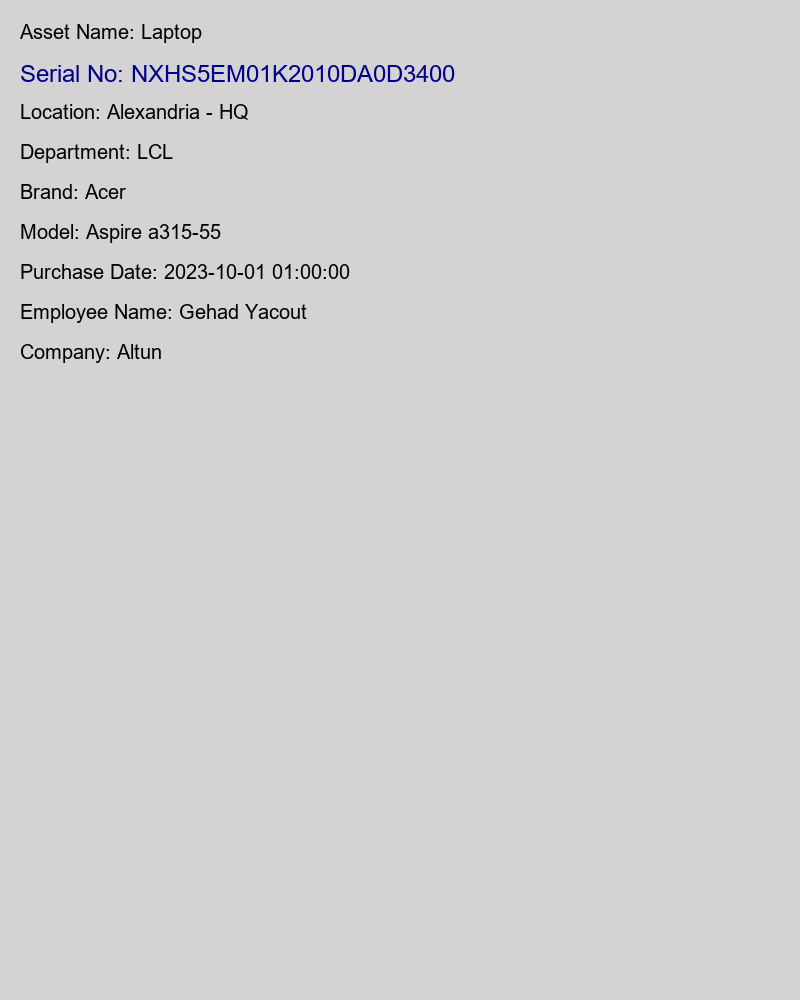 Asset Name: Laptop
Serial No: NXHS5EM01K2010DA0D3400
Location: Alexandria - HQ
Department: LCL
Brand: Acer
Model: Aspire a315-55
Purchase Date: 2023-10-01 01:00:00
Employee Name: Gehad Yacout
Company: Altun